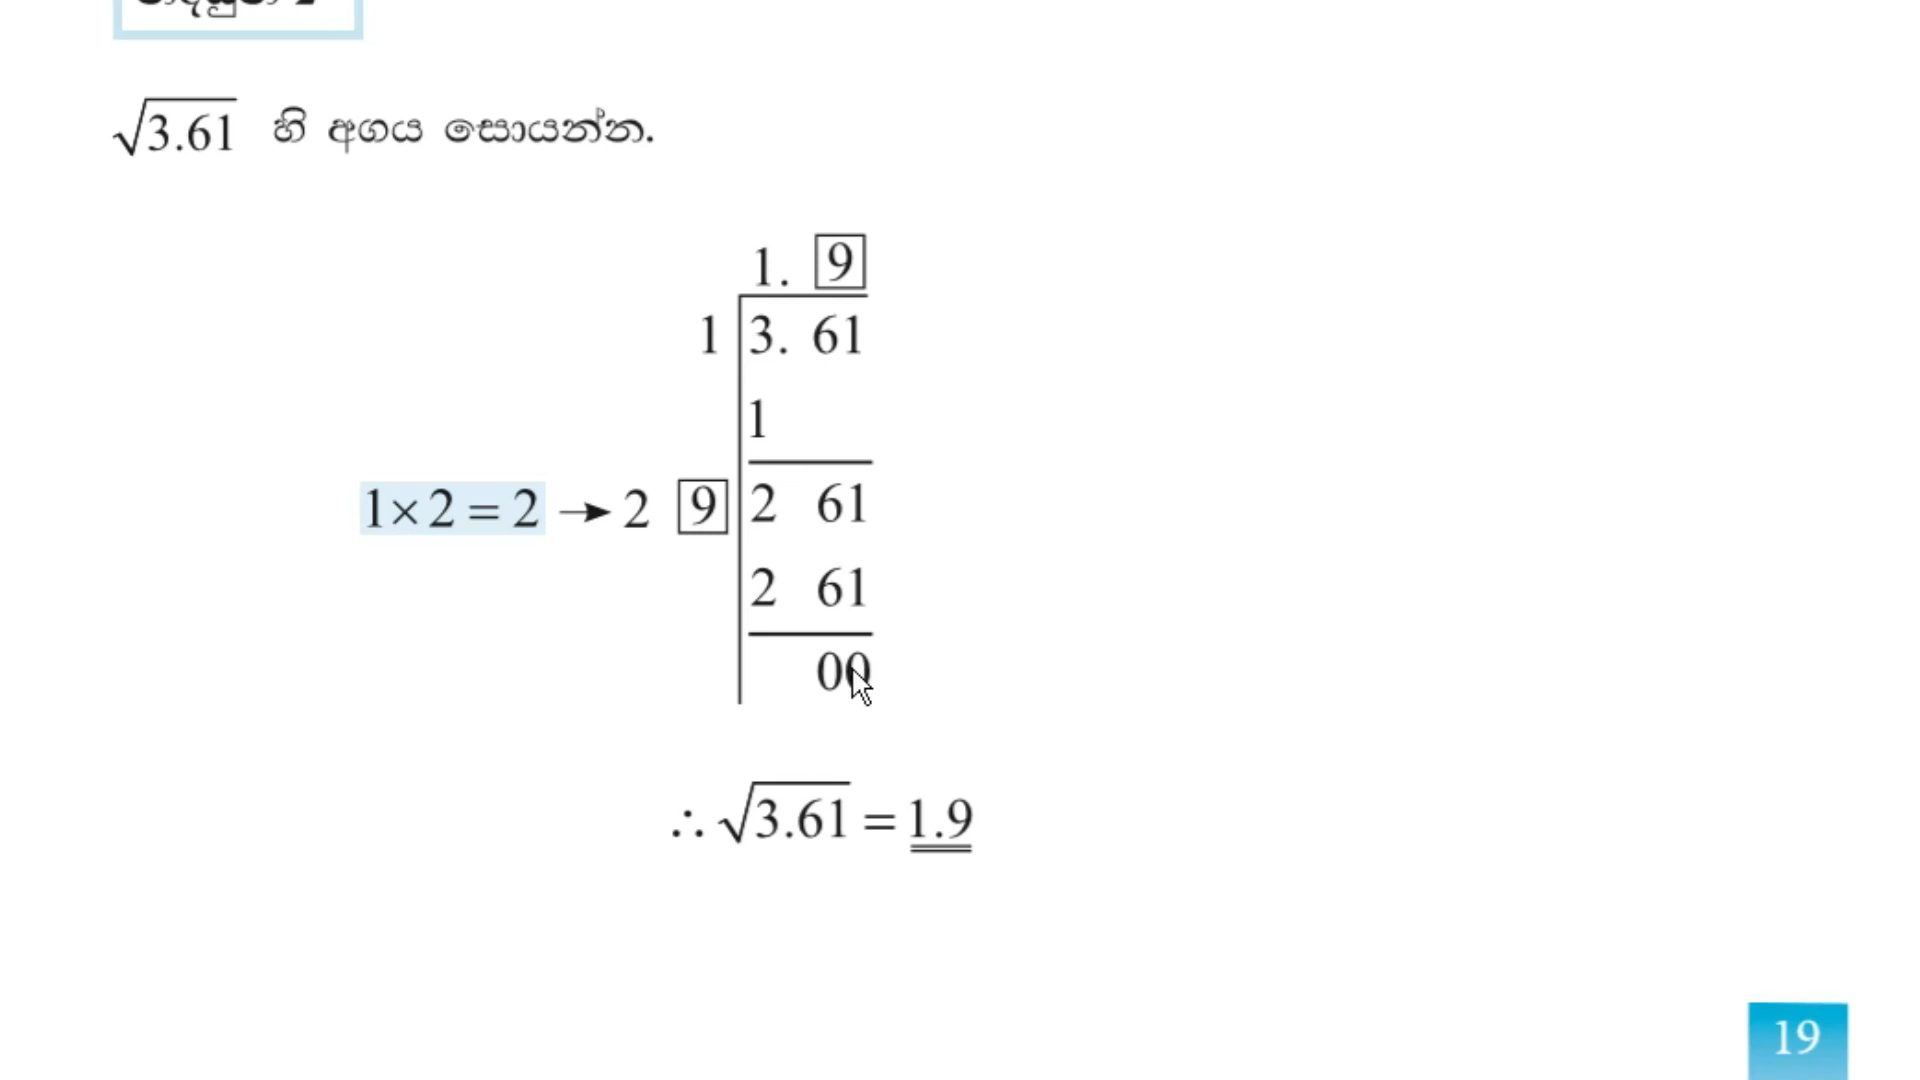 √3.61 හි අගය සොයන්න.
1. 9
1 3. 61
1
1×2=2 → 2 9 2 61
2 61
00
∴ √3.61 = 1.9
19